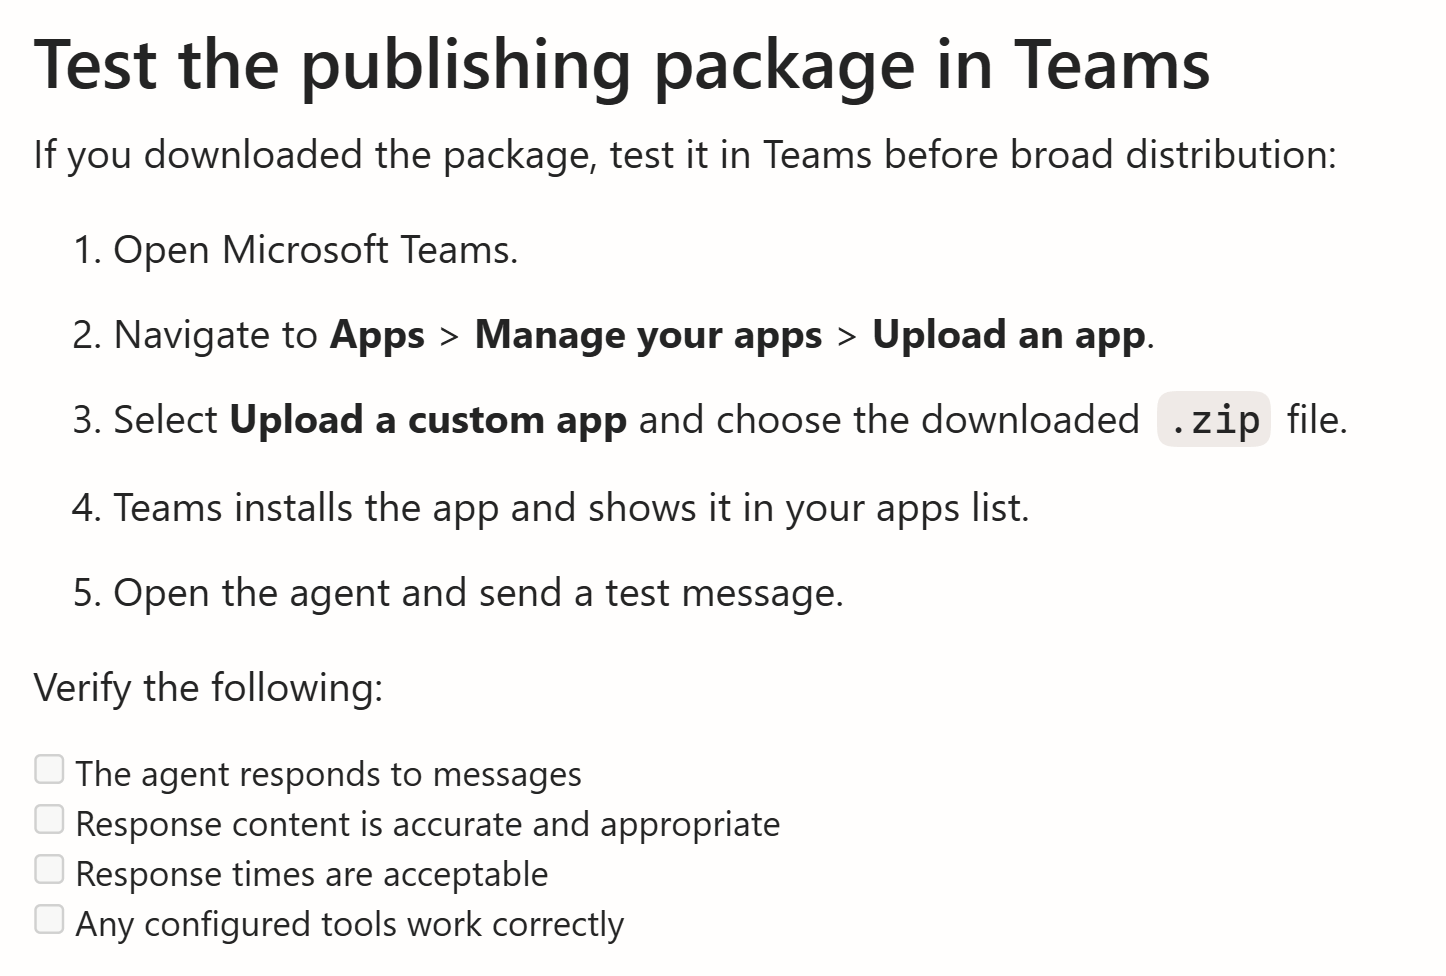 Test the publishing package in Teams
If you downloaded the package, test it in Teams before broad distribution:
1. Open Microsoft Teams.
2. Navigate to Apps > Manage your apps > Upload an app.
3. Select Upload a custom app and choose the downloaded .zip file.
4. Teams installs the app and shows it in your apps list.
5. Open the agent and send a test message.
Verify the following:
The agent responds to messages
Response content is accurate and appropriate
Response times are acceptable
Any configured tools work correctly